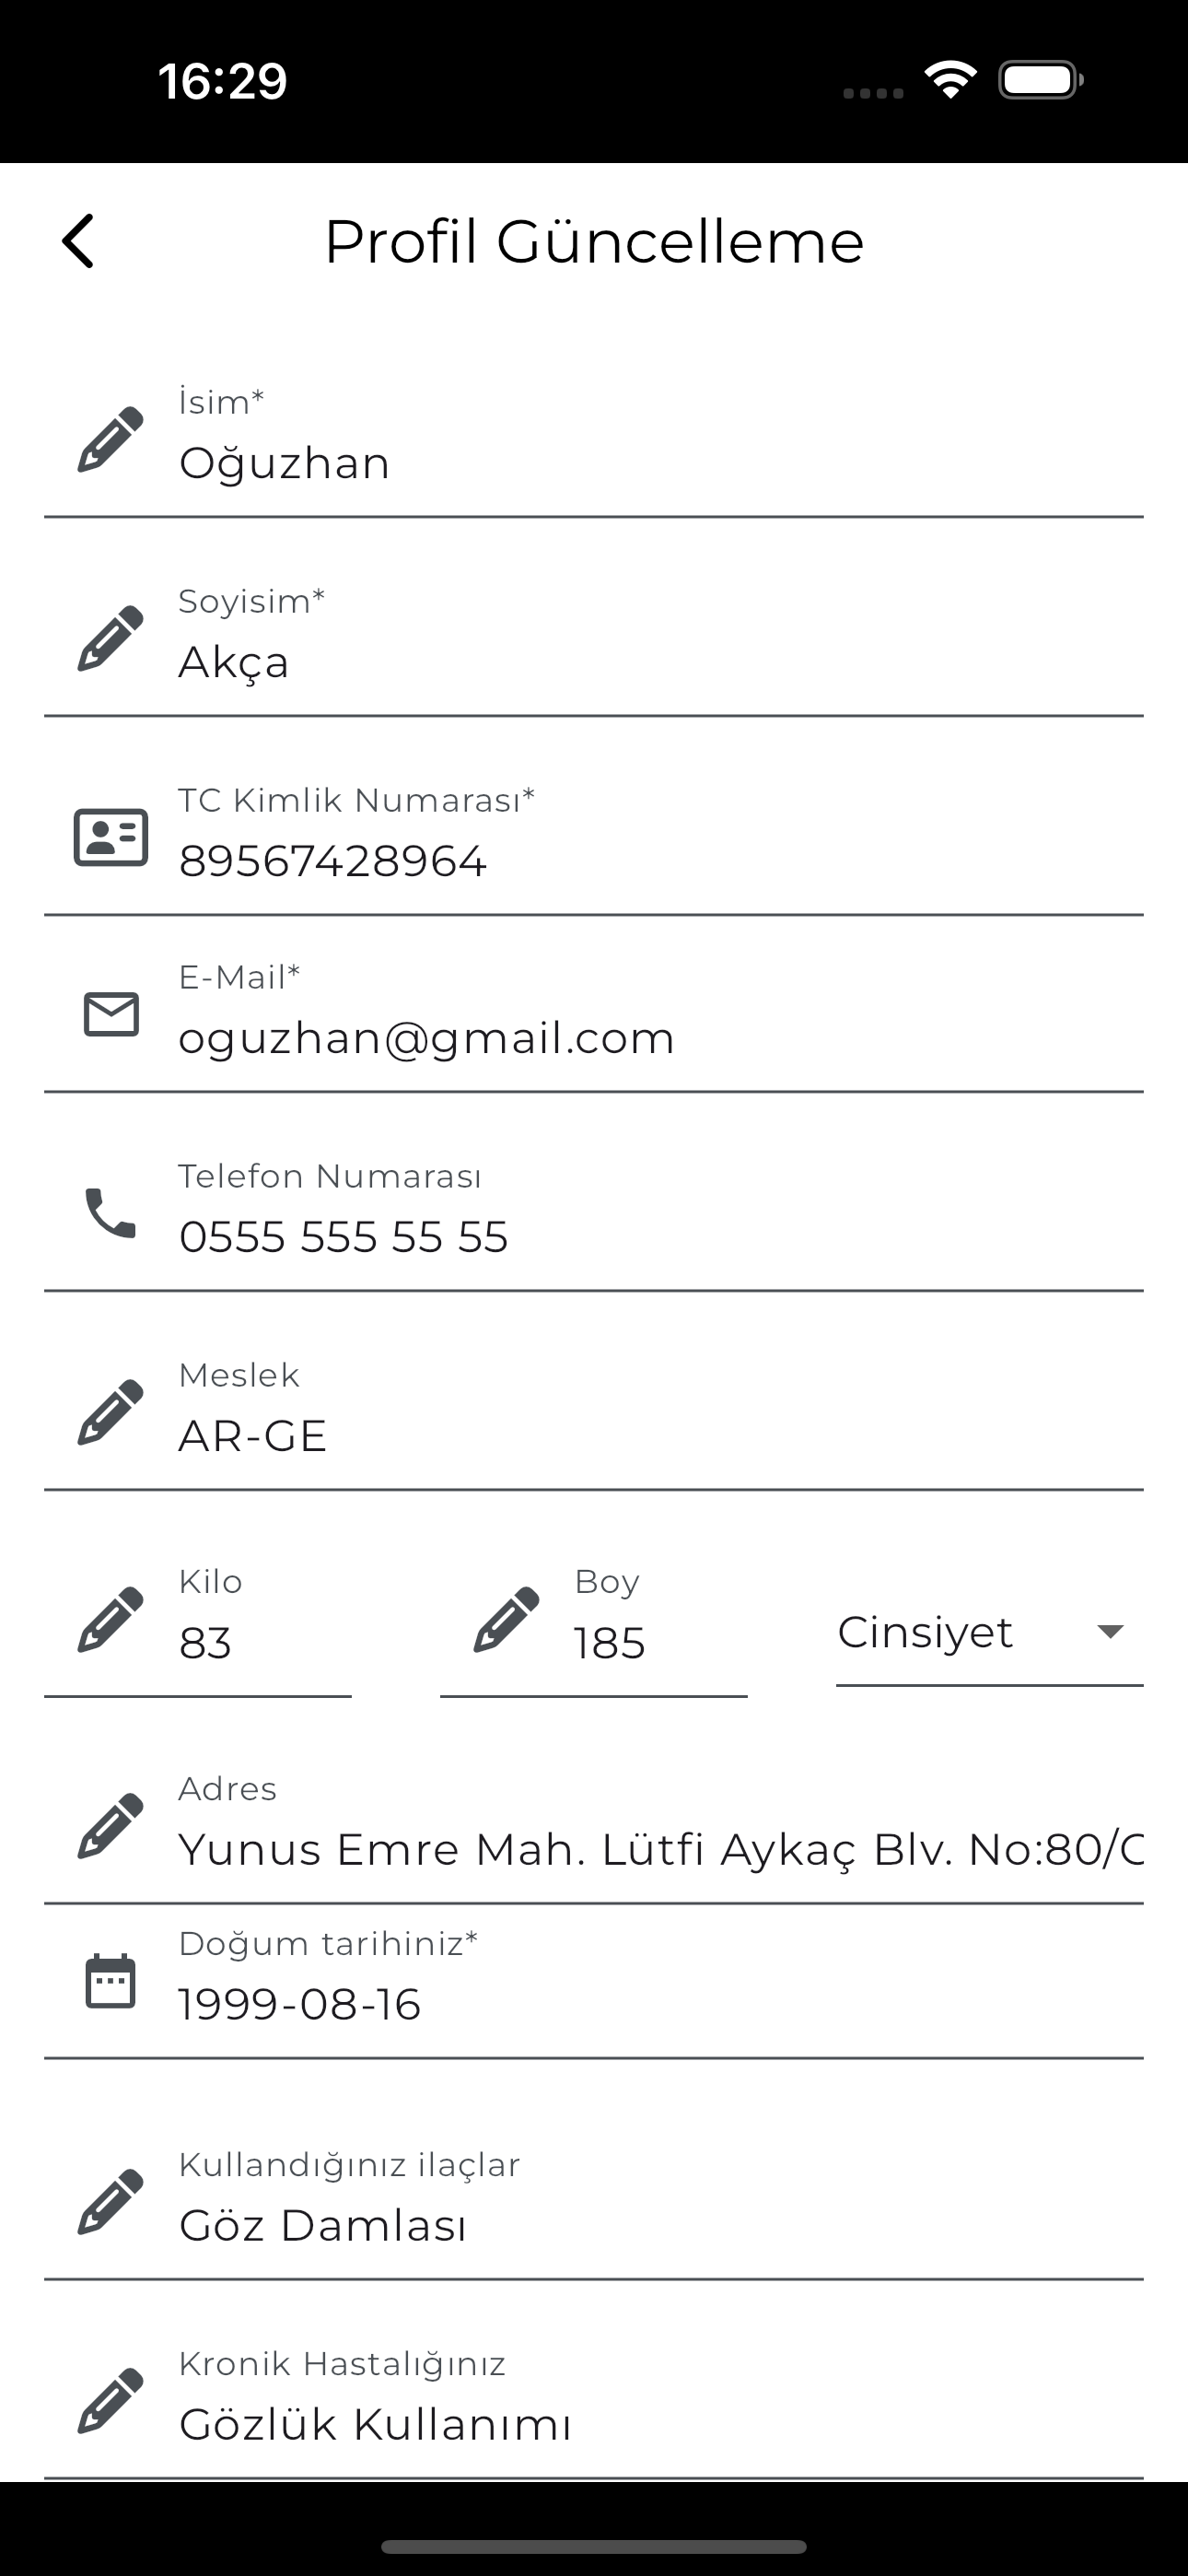 16:29
Profil Güncelleme
İsim*
Oğuzhan
Soyisim*
Akça
TC Kimlik Numarası*
89567428964
E-Mail*
oguzhan@gmail.com
Telefon Numarası
0555 555 55 55
Meslek
AR-GE
Kilo Boy
83 185 Cinsiyet
Adres
Yunus Emre Mah. Lütfi Aykaç Blv. No:80/
Doğum tarihiniz*
1999-08-16
Kullandığınız ilaçlar
Göz Damlası
Kronik Hastalığınız
Gözlük Kullanımı